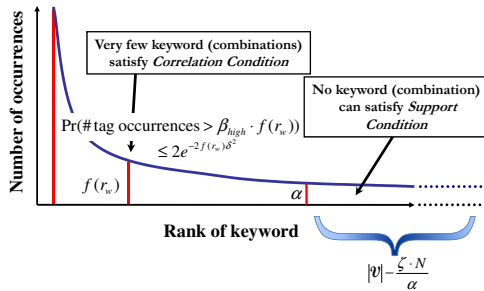 Number of occurrences
Very few keyword (combinations)
satisfy Correlation Condition
No keyword (combination)
can satisfy Support
Condition
Pr(# tag occurrences > β_high · f(r_w))
≤ 2e^{-2f(r_w)δ^2}
f(r_w)
α
Rank of keyword
|v| − ζ · N / α